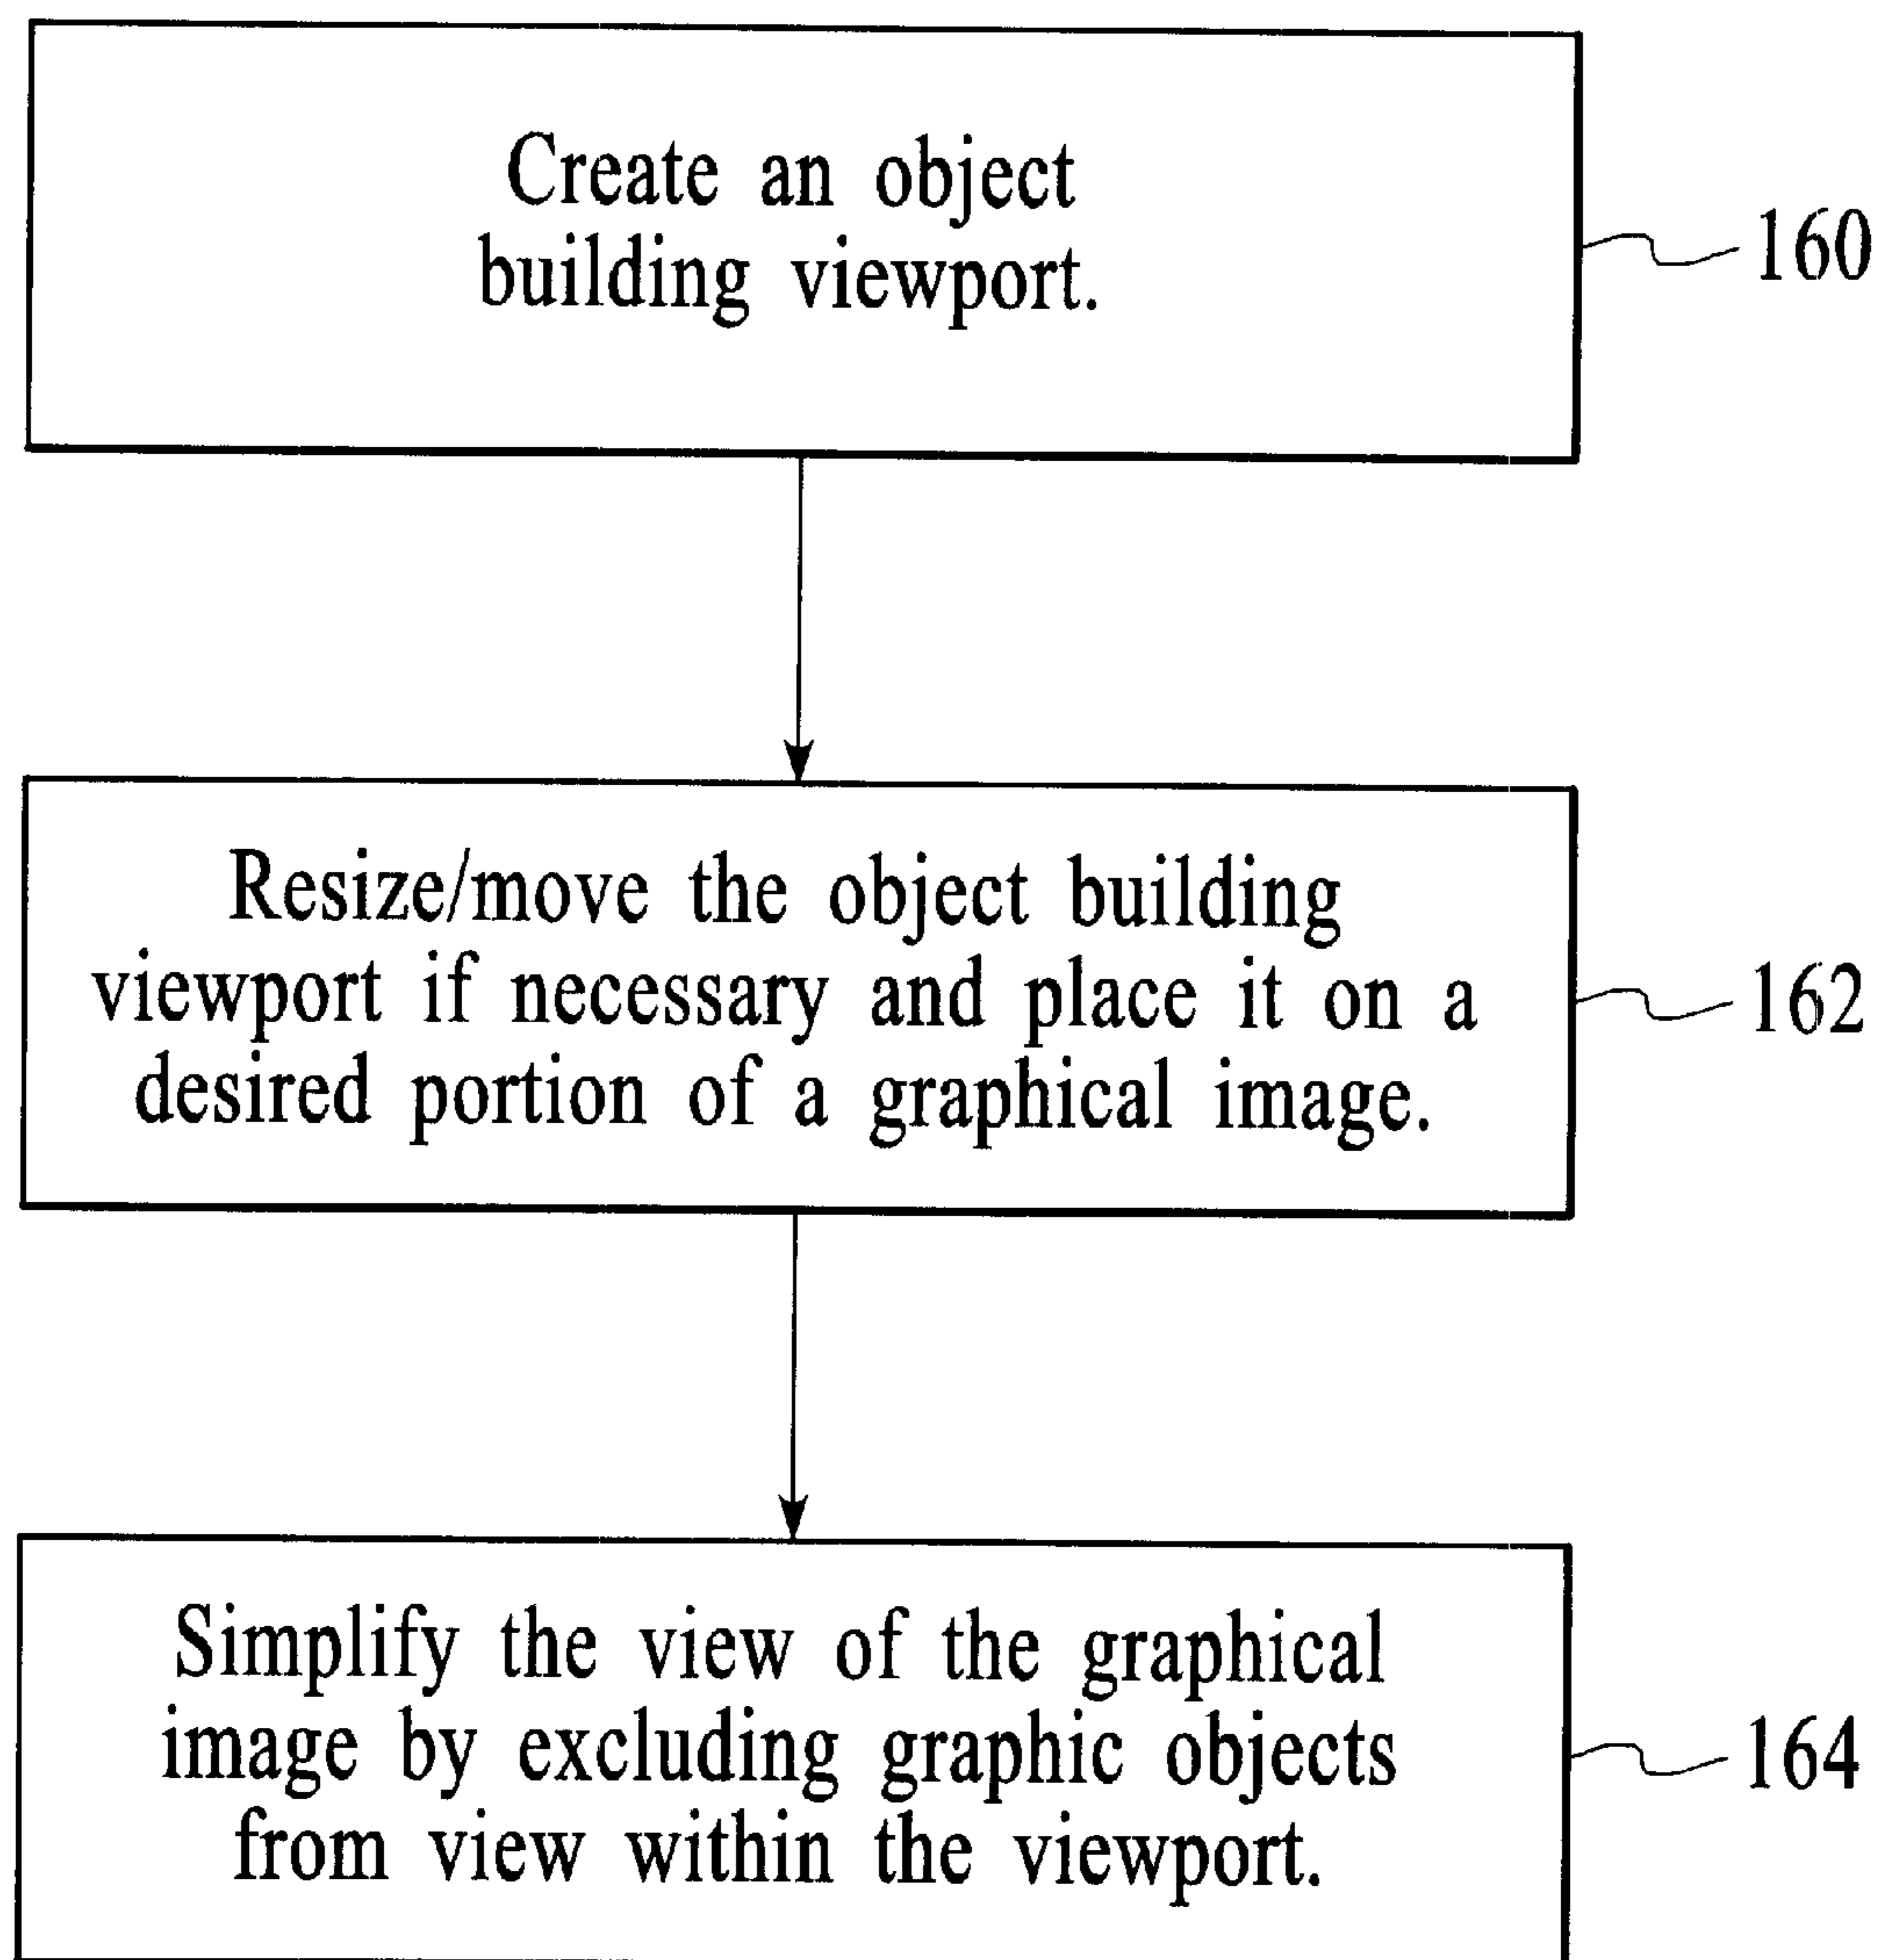 Create an object
building viewport.
160
Resize/move the object building
viewport if necessary and place it on a
desired portion of a graphical image.
162
Simplify the view of the graphical
image by excluding graphic objects
from view within the viewport.
164